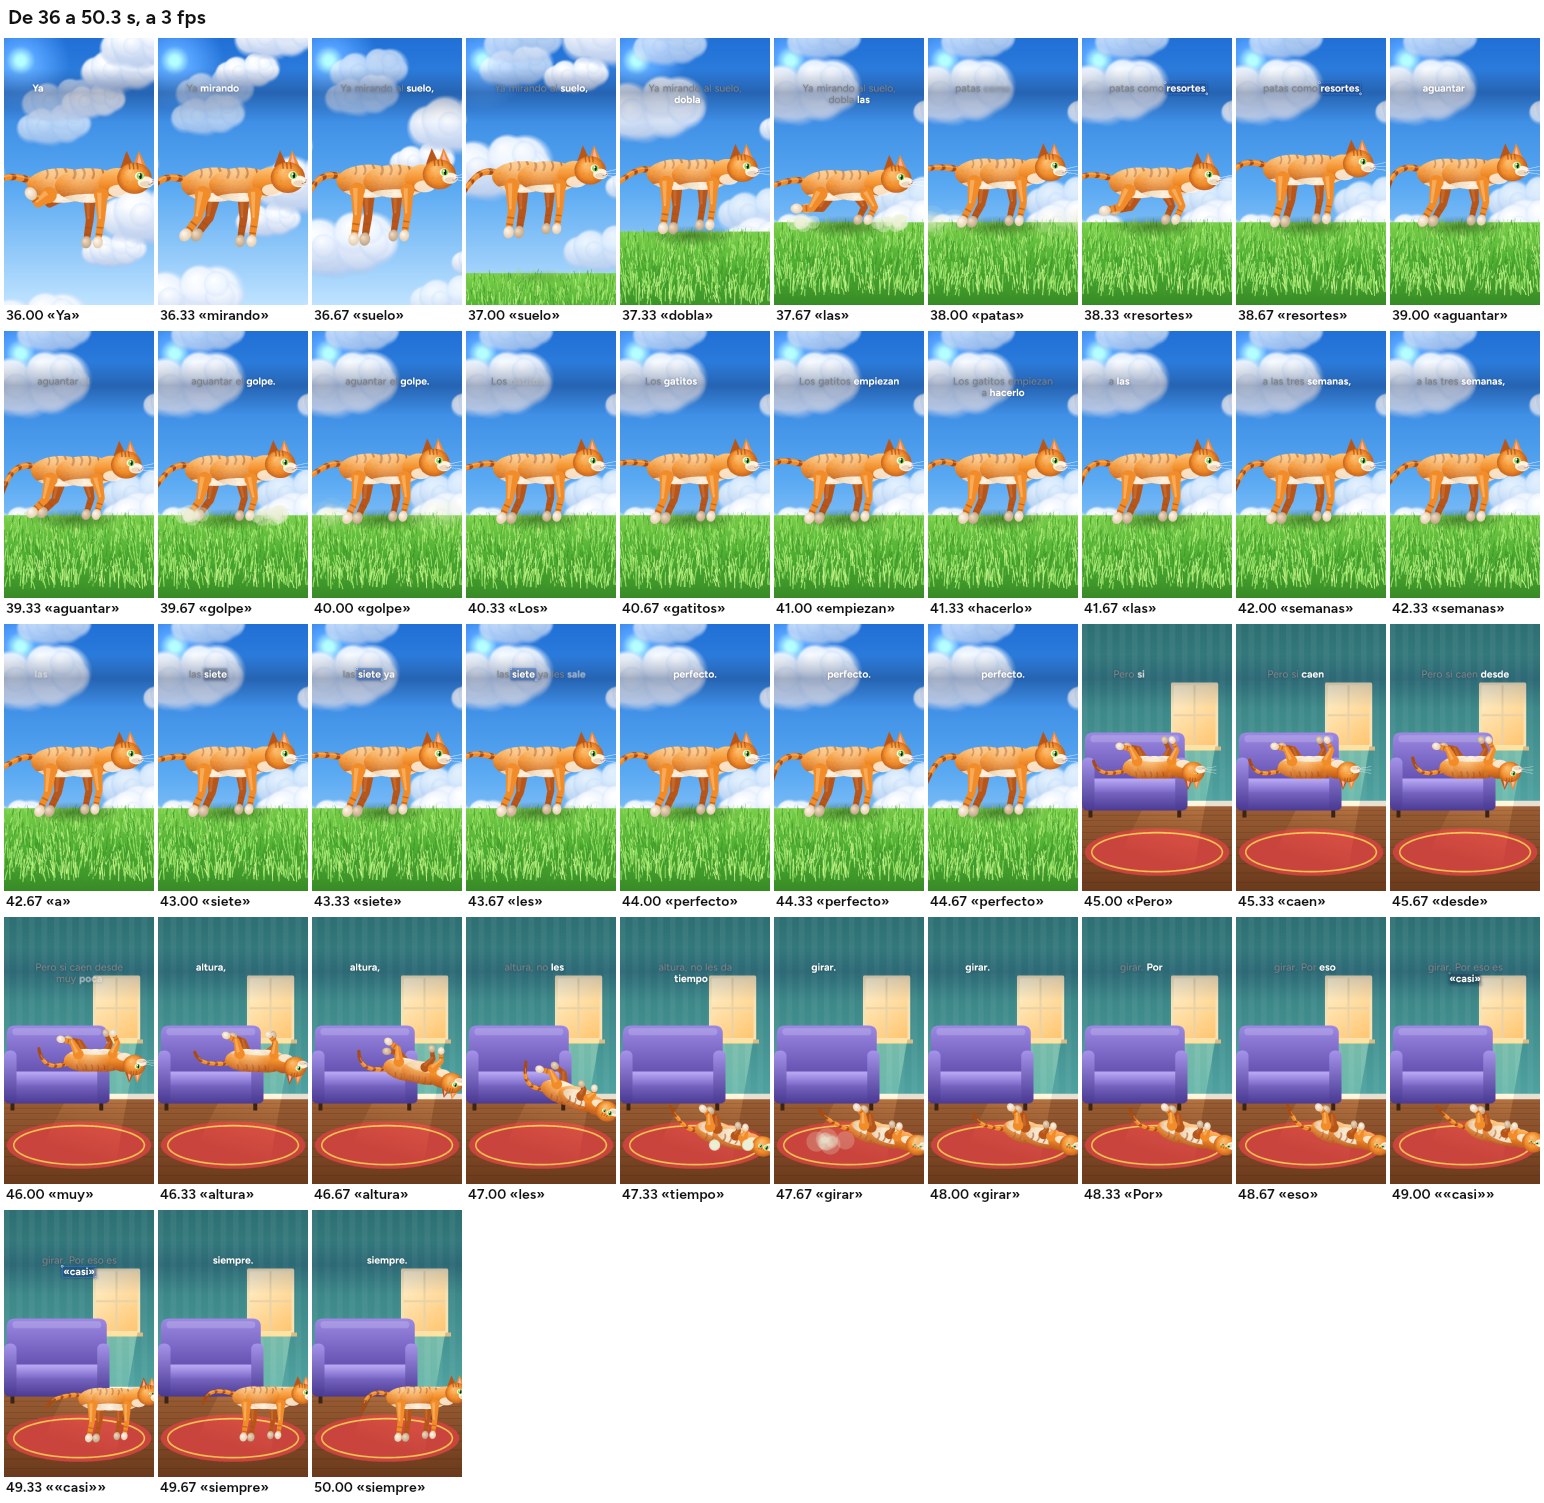 De 36 a 50.3 s, a 3 fps
Ya
Ya mirando
Ya mirando al suelo,
Ya mirando al suelo,
Ya mirando al suelo,
dobla
Ya mirando al suelo,
dobla las
patas como
patas como resortes,
patas como resortes,
aguantar
36.00 «Ya»
36.33 «mirando»
36.67 «suelo»
37.00 «suelo»
37.33 «dobla»
37.67 «las»
38.00 «patas»
38.33 «resortes»
38.67 «resortes»
39.00 «aguantar»
aguantar
aguantar el golpe.
aguantar el golpe.
Los gatitos
Los gatitos
Los gatitos empiezan
Los gatitos empiezan
a hacerlo
a las
a las tres semanas,
a las tres semanas,
39.33 «aguantar»
39.67 «golpe»
40.00 «golpe»
40.33 «Los»
40.67 «gatitos»
41.00 «empiezan»
41.33 «hacerlo»
41.67 «las»
42.00 «semanas»
42.33 «semanas»
las
las siete
las siete ya
las siete ya les sale
perfecto.
perfecto.
perfecto.
Pero si
Pero si caen
Pero si caen desde
42.67 «a»
43.00 «siete»
43.33 «siete»
43.67 «les»
44.00 «perfecto»
44.33 «perfecto»
44.67 «perfecto»
45.00 «Pero»
45.33 «caen»
45.67 «desde»
Pero si caen desde
muy poca
altura,
altura,
altura, no les
altura, no les da
tiempo
girar.
girar.
girar. Por
girar. Por eso
girar. Por eso es
«casi»
46.00 «muy»
46.33 «altura»
46.67 «altura»
47.00 «les»
47.33 «tiempo»
47.67 «girar»
48.00 «girar»
48.33 «Por»
48.67 «eso»
49.00 ««casi»»
girar. Por eso es
«casi»
siempre.
siempre.
49.33 ««casi»»
49.67 «siempre»
50.00 «siempre»